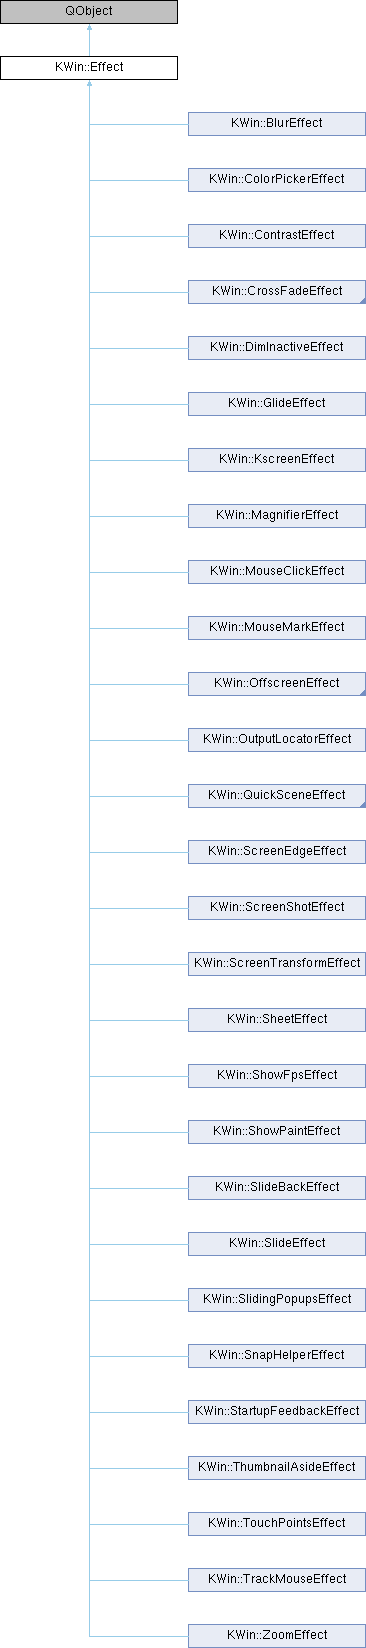 QObject
KWin::Effect
KWin::BlurEffect
KWin::ColorPickerEffect
KWin::ContrastEffect
KWin::CrossFadeEffect
KWin::DimInactiveEffect
KWin::GlideEffect
KWin::KscreenEffect
KWin::MagnifierEffect
KWin::MouseClickEffect
KWin::MouseMarkEffect
KWin::OffscreenEffect
KWin::OutputLocatorEffect
KWin::QuickSceneEffect
KWin::ScreenEdgeEffect
KWin::ScreenShotEffect
KWin::ScreenTransformEffect
KWin::SheetEffect
KWin::ShowFpsEffect
KWin::ShowPaintEffect
KWin::SlideBackEffect
KWin::SlideEffect
KWin::SlidingPopupsEffect
KWin::SnapHelperEffect
KWin::StartupFeedbackEffect
KWin::ThumbnailAsideEffect
KWin::TouchPointsEffect
KWin::TrackMouseEffect
KWin::ZoomEffect